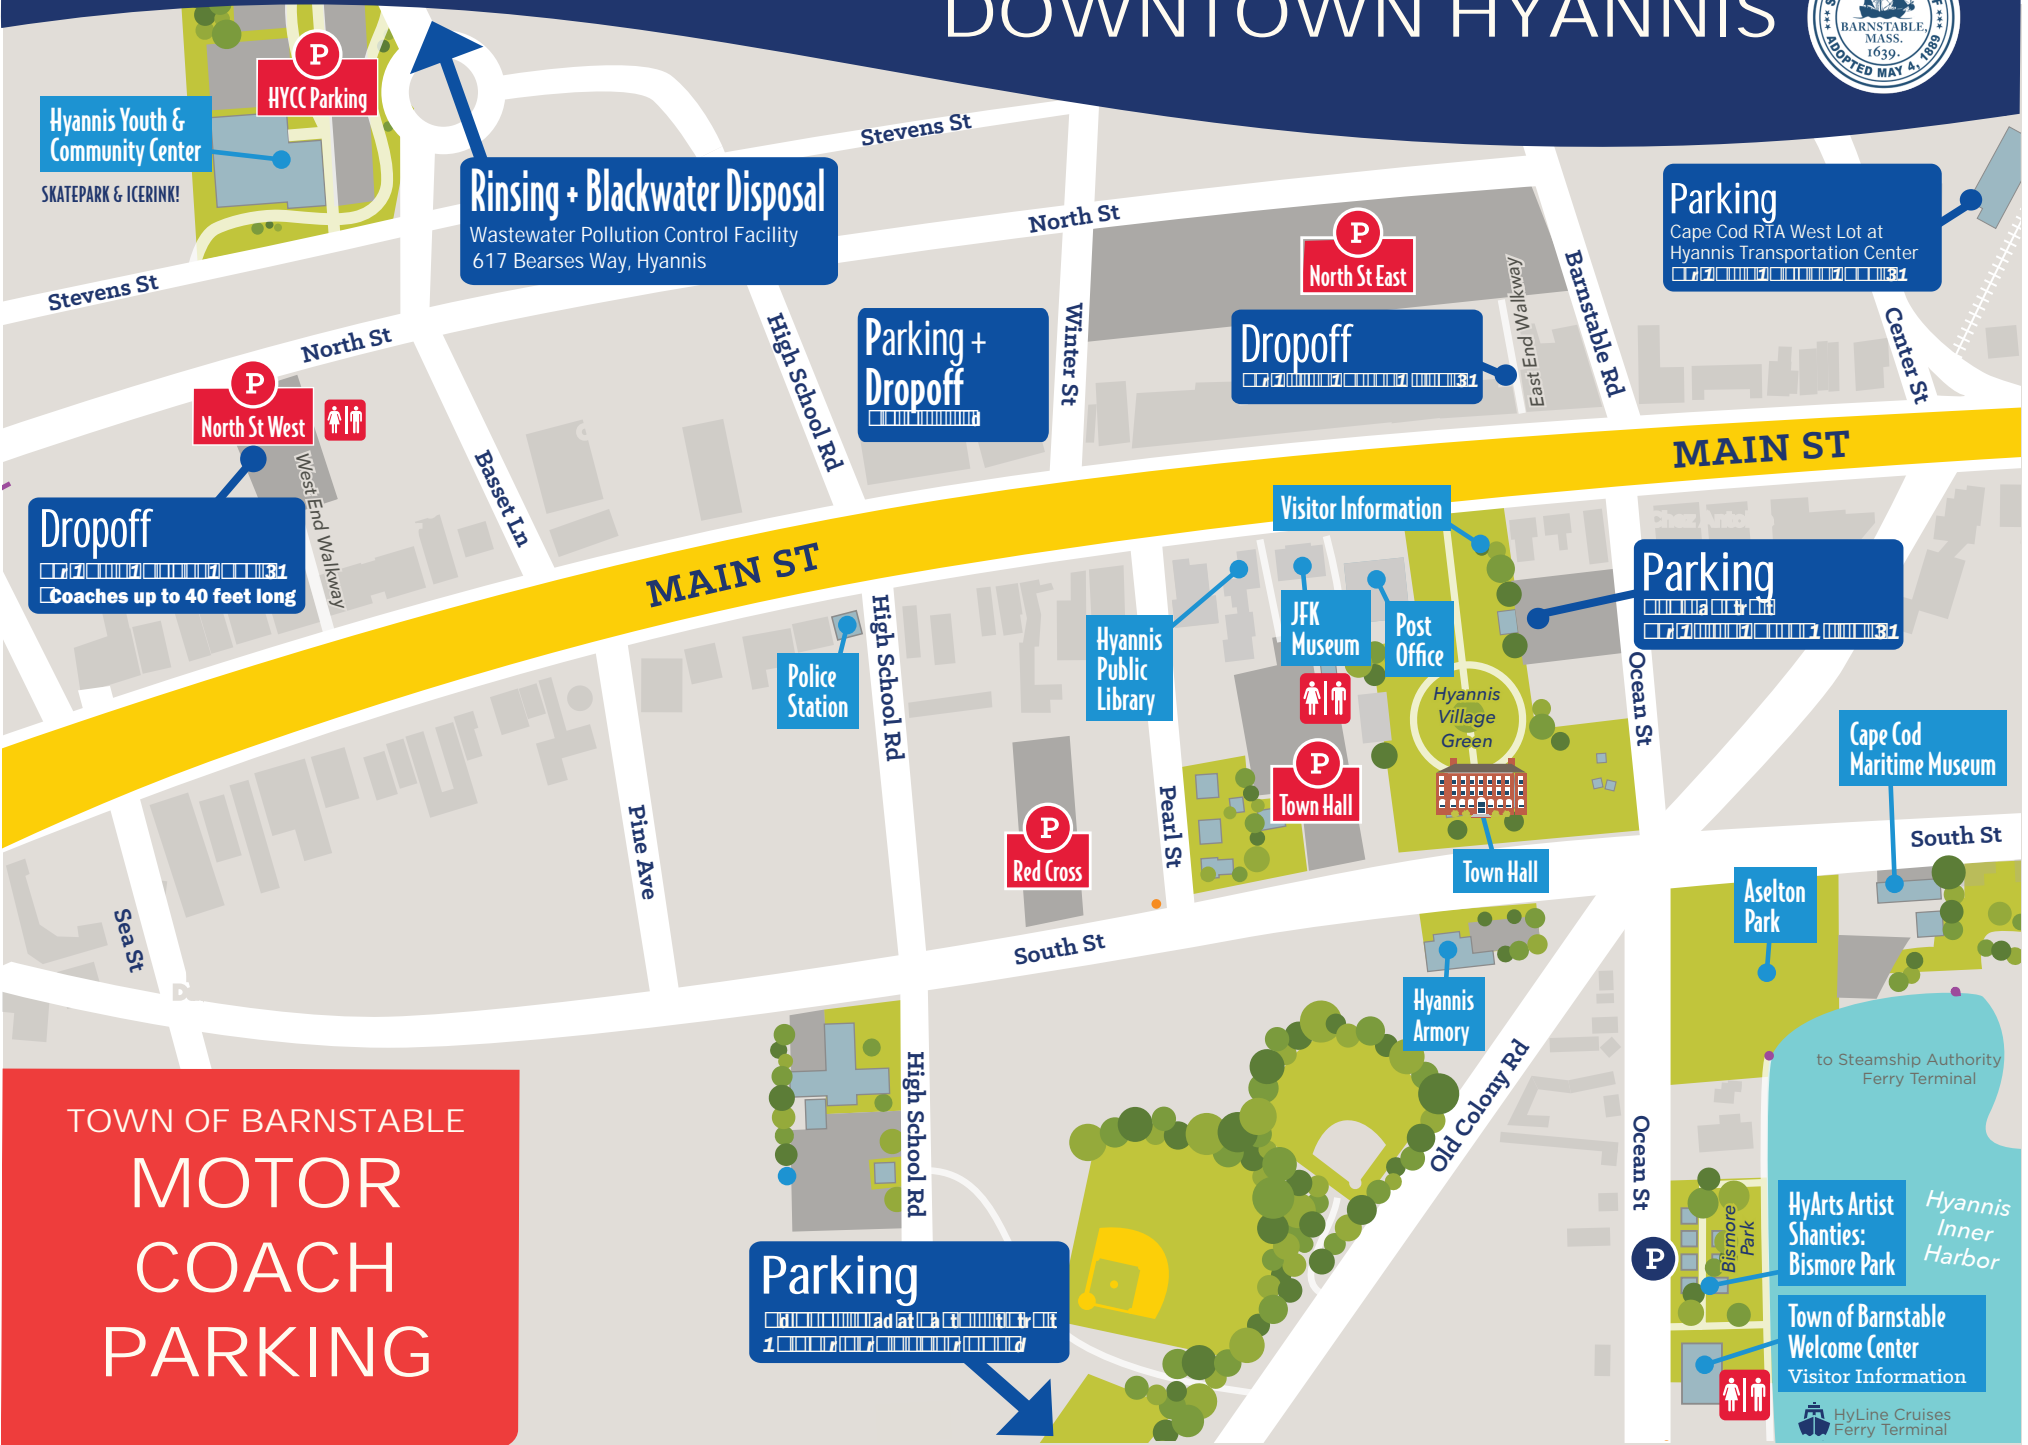 DOWNTOWN HYANNIS
BARNSTABLE,
MASS.
1639.
ADOPTED MAY 4, 1889
P
HYCC Parking
Hyannis Youth &
Community Center
SKATEPARK & ICERINK!
Rinsing + Blackwater Disposal
Wastewater Pollution Control Facility
617 Bearses Way, Hyannis
Stevens St
North St
P
North St East
Parking
Cape Cod RTA West Lot at
Hyannis Transportation Center
Stevens St
North St
High School Rd
Parking +
Dropoff
Winter St
Dropoff
East End Walkway
Barnstable Rd
Center St
P
North St West
West End Walkway
Basset Ln
MAIN ST
Dropoff
Coaches up to 40 feet long
MAIN ST
Visitor Information
Parking
Hyannis
Public
Library
JFK
Museum
Post
Office
Police
Station
High School Rd
Hyannis
Village
Green
Ocean St
P
Town Hall
Cape Cod
Maritime Museum
Pine Ave
P
Red Cross
Pearl St
Town Hall
South St
Aselton
Park
Sea St
South St
Hyannis
Armory
to Steamship Authority
Ferry Terminal
High School Rd
Old Colony Rd
Ocean St
TOWN OF BARNSTABLE
MOTOR
COACH
PARKING
Parking
P
Bismore
Park
HyArts Artist
Shanties:
Bismore Park
Hyannis
Inner
Harbor
Town of Barnstable
Welcome Center
Visitor Information
HyLine Cruises
Ferry Terminal